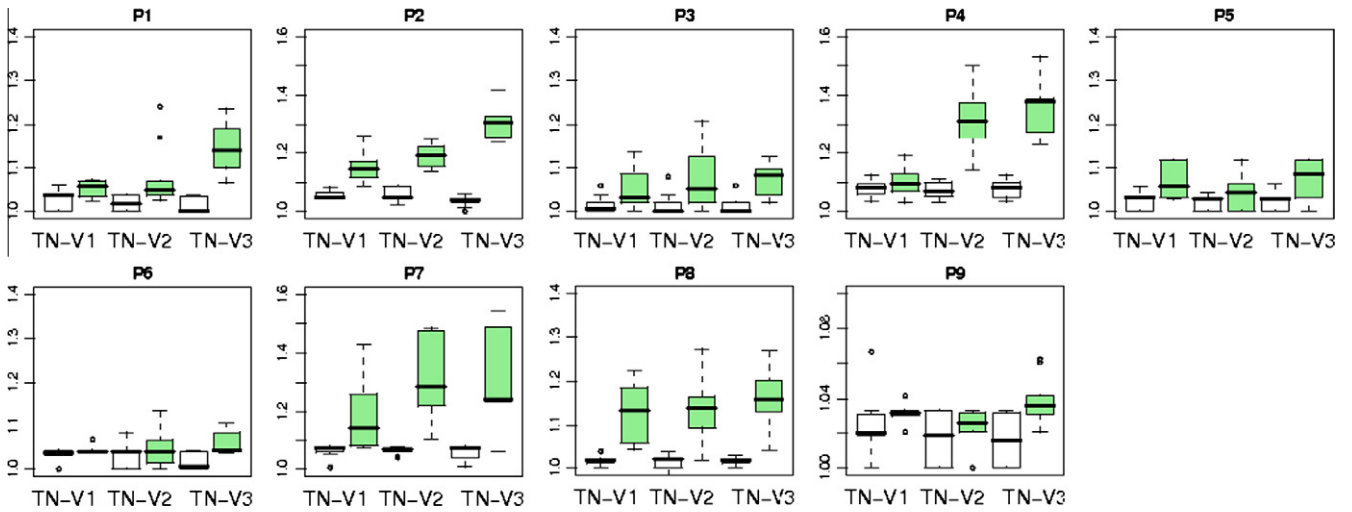 P1 P2 P3 P4 P5
1.4 1.6 1.4 1.6 1.4
1.3 1.4 1.3 1.4 1.3
1.2 1.2 1.2 1.2 1.2
1.1 1.1 1.1
1.0 1.0 1.0 1.0 1.0
TN-V1 TN-V2 TN-V3 TN-V1 TN-V2 TN-V3 TN-V1 TN-V2 TN-V3 TN-V1 TN-V2 TN-V3 TN-V1 TN-V2 TN-V3
P6 P7 P8 P9
1.4 1.6 1.4
1.3 1.4 1.3 1.08
1.2 1.2 1.2 1.04
1.1 1.1
1.0 1.0 1.0 1.00
TN-V1 TN-V2 TN-V3 TN-V1 TN-V2 TN-V3 TN-V1 TN-V2 TN-V3 TN-V1 TN-V2 TN-V3